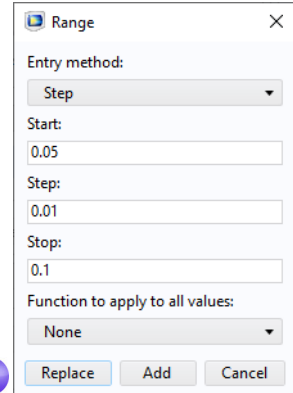 Range
Entry method:
Step
Start:
0.05
Step:
0.01
Stop:
0.1
Function to apply to all values:
None
Replace Add Cancel